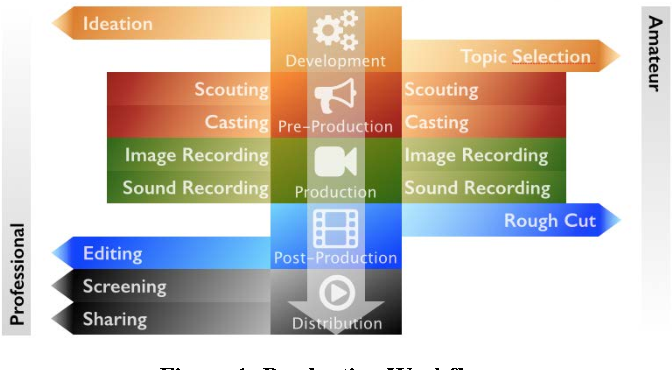 Ideation
Development
Topic Selection
Scouting
Scouting
Casting
Pre-Production
Casting
Image Recording
Image Recording
Sound Recording
Production
Sound Recording
Rough Cut
Editing
Post-Production
Screening
Sharing
Distribution
Professional
Amateur